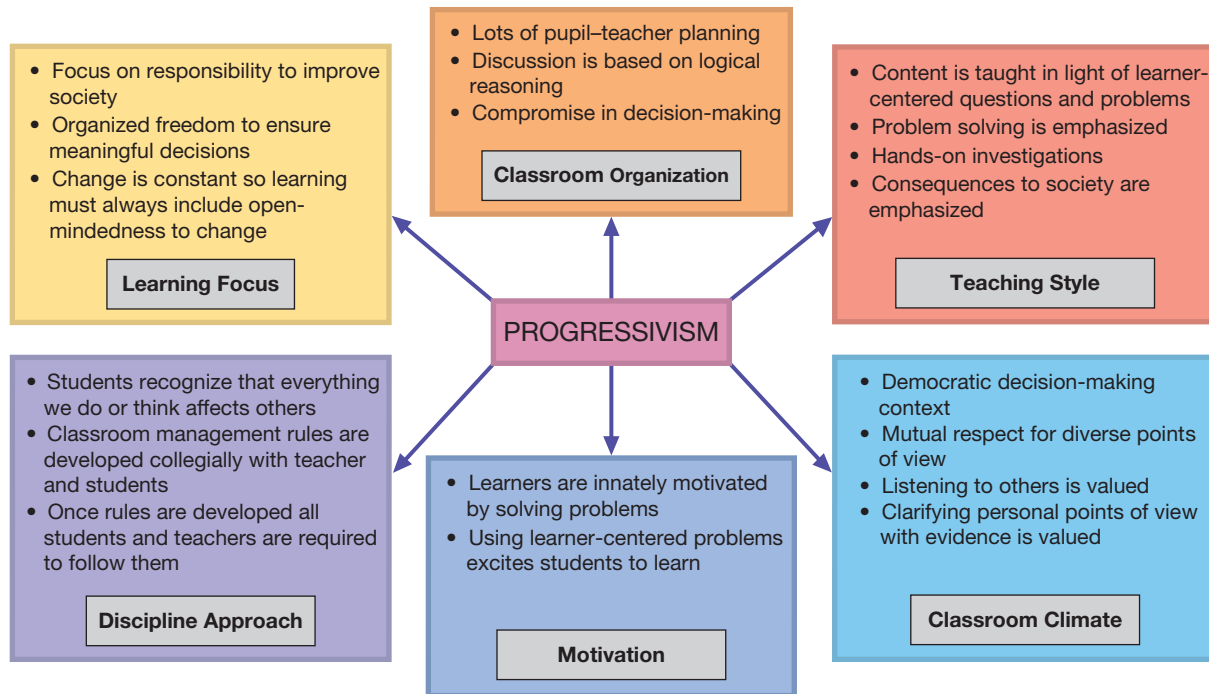 • Focus on responsibility to improve
society
• Organized freedom to ensure
meaningful decisions
• Change is constant so learning
must always include open-
mindedness to change
Learning Focus
• Lots of pupil–teacher planning
• Discussion is based on logical
reasoning
• Compromise in decision-making
Classroom Organization
• Content is taught in light of learner-
centered questions and problems
• Problem solving is emphasized
• Hands-on investigations
• Consequences to society are
emphasized
Teaching Style
PROGRESSIVISM
• Students recognize that everything
we do or think affects others
• Classroom management rules are
developed collegially with teacher
and students
• Once rules are developed all
students and teachers are required
to follow them
Discipline Approach
• Learners are innately motivated
by solving problems
• Using learner-centered problems
excites students to learn
Motivation
• Democratic decision-making
context
• Mutual respect for diverse points
of view
• Listening to others is valued
• Clarifying personal points of view
with evidence is valued
Classroom Climate